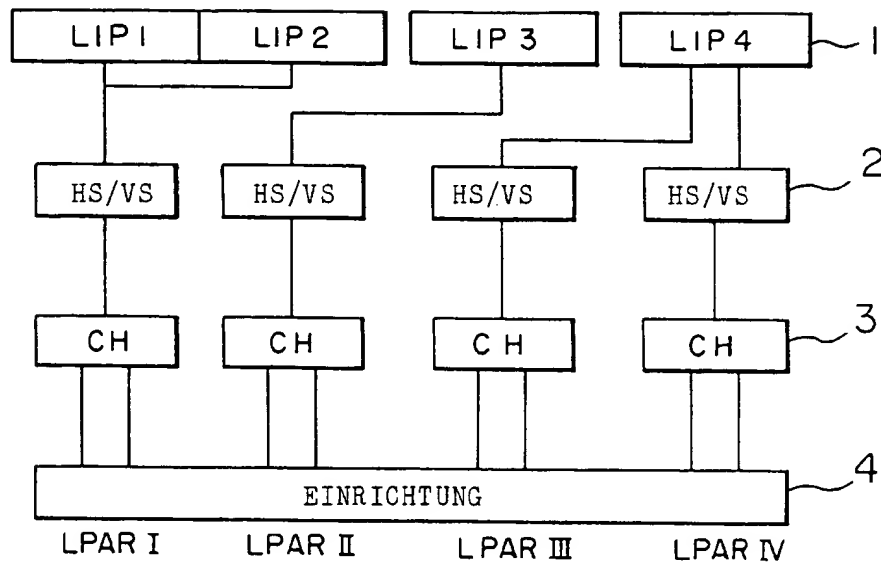 LIP1 LIP2 LIP3 LIP4 1
HS/VS HS/VS HS/VS HS/VS 2
CH CH CH CH 3
EINRICHTUNG 4
LPAR I LPAR II LPAR III LPAR IV